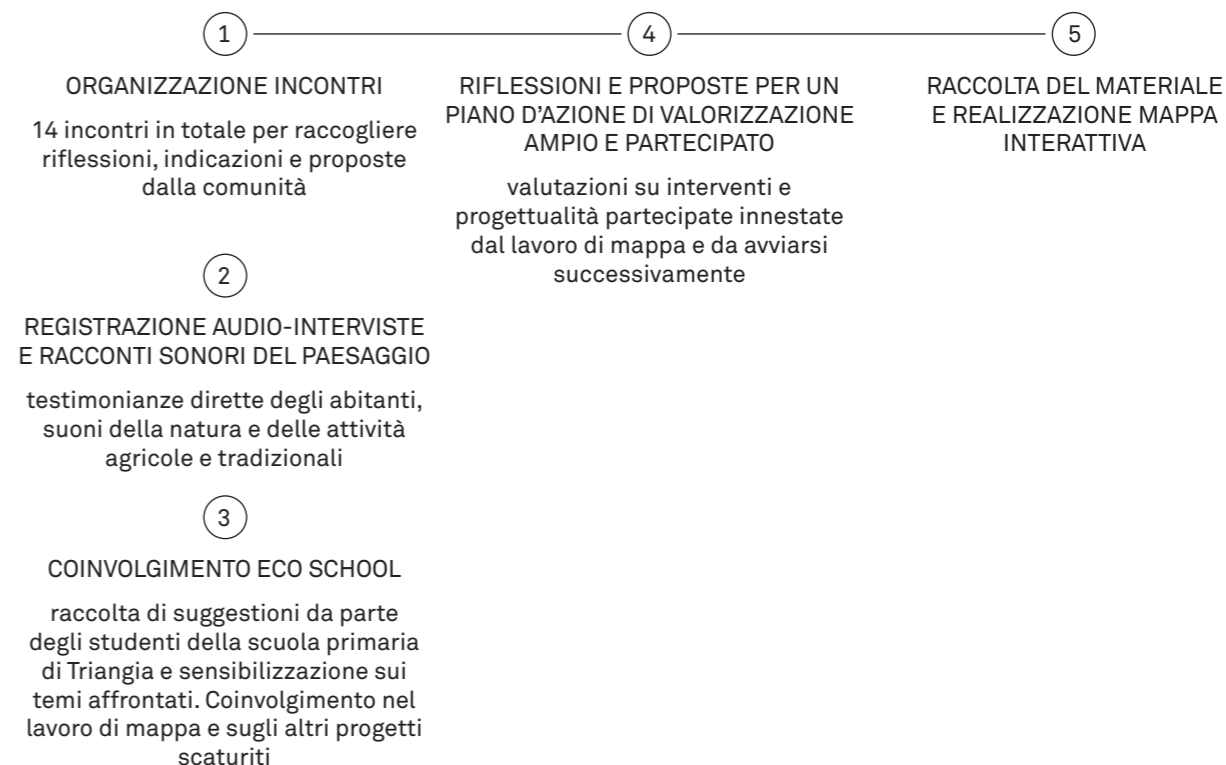 1
ORGANIZZAZIONE INCONTRI
14 incontri in totale per raccogliere
riflessioni, indicazioni e proposte
dalla comunità
2
REGISTRAZIONE AUDIO-INTERVISTE
E RACCONTI SONORI DEL PAESAGGIO
testimonianze dirette degli abitanti,
suoni della natura e delle attività
agricole e tradizionali
3
COINVOLGIMENTO ECO SCHOOL
raccolta di suggestioni da parte
degli studenti della scuola primaria
di Triangia e sensibilizzazione sui
temi affrontati. Coinvolgimento nel
lavoro di mappa e sugli altri progetti
scaturiti
4
RIFLESSIONI E PROPOSTE PER UN
PIANO D'AZIONE DI VALORIZZAZIONE
AMPIO E PARTECIPATO
valutazioni su interventi e
progettualità partecipate innestate
dal lavoro di mappa e da avviarsi
successivamente
5
RACCOLTA DEL MATERIALE
E REALIZZAZIONE MAPPA
INTERATTIVA